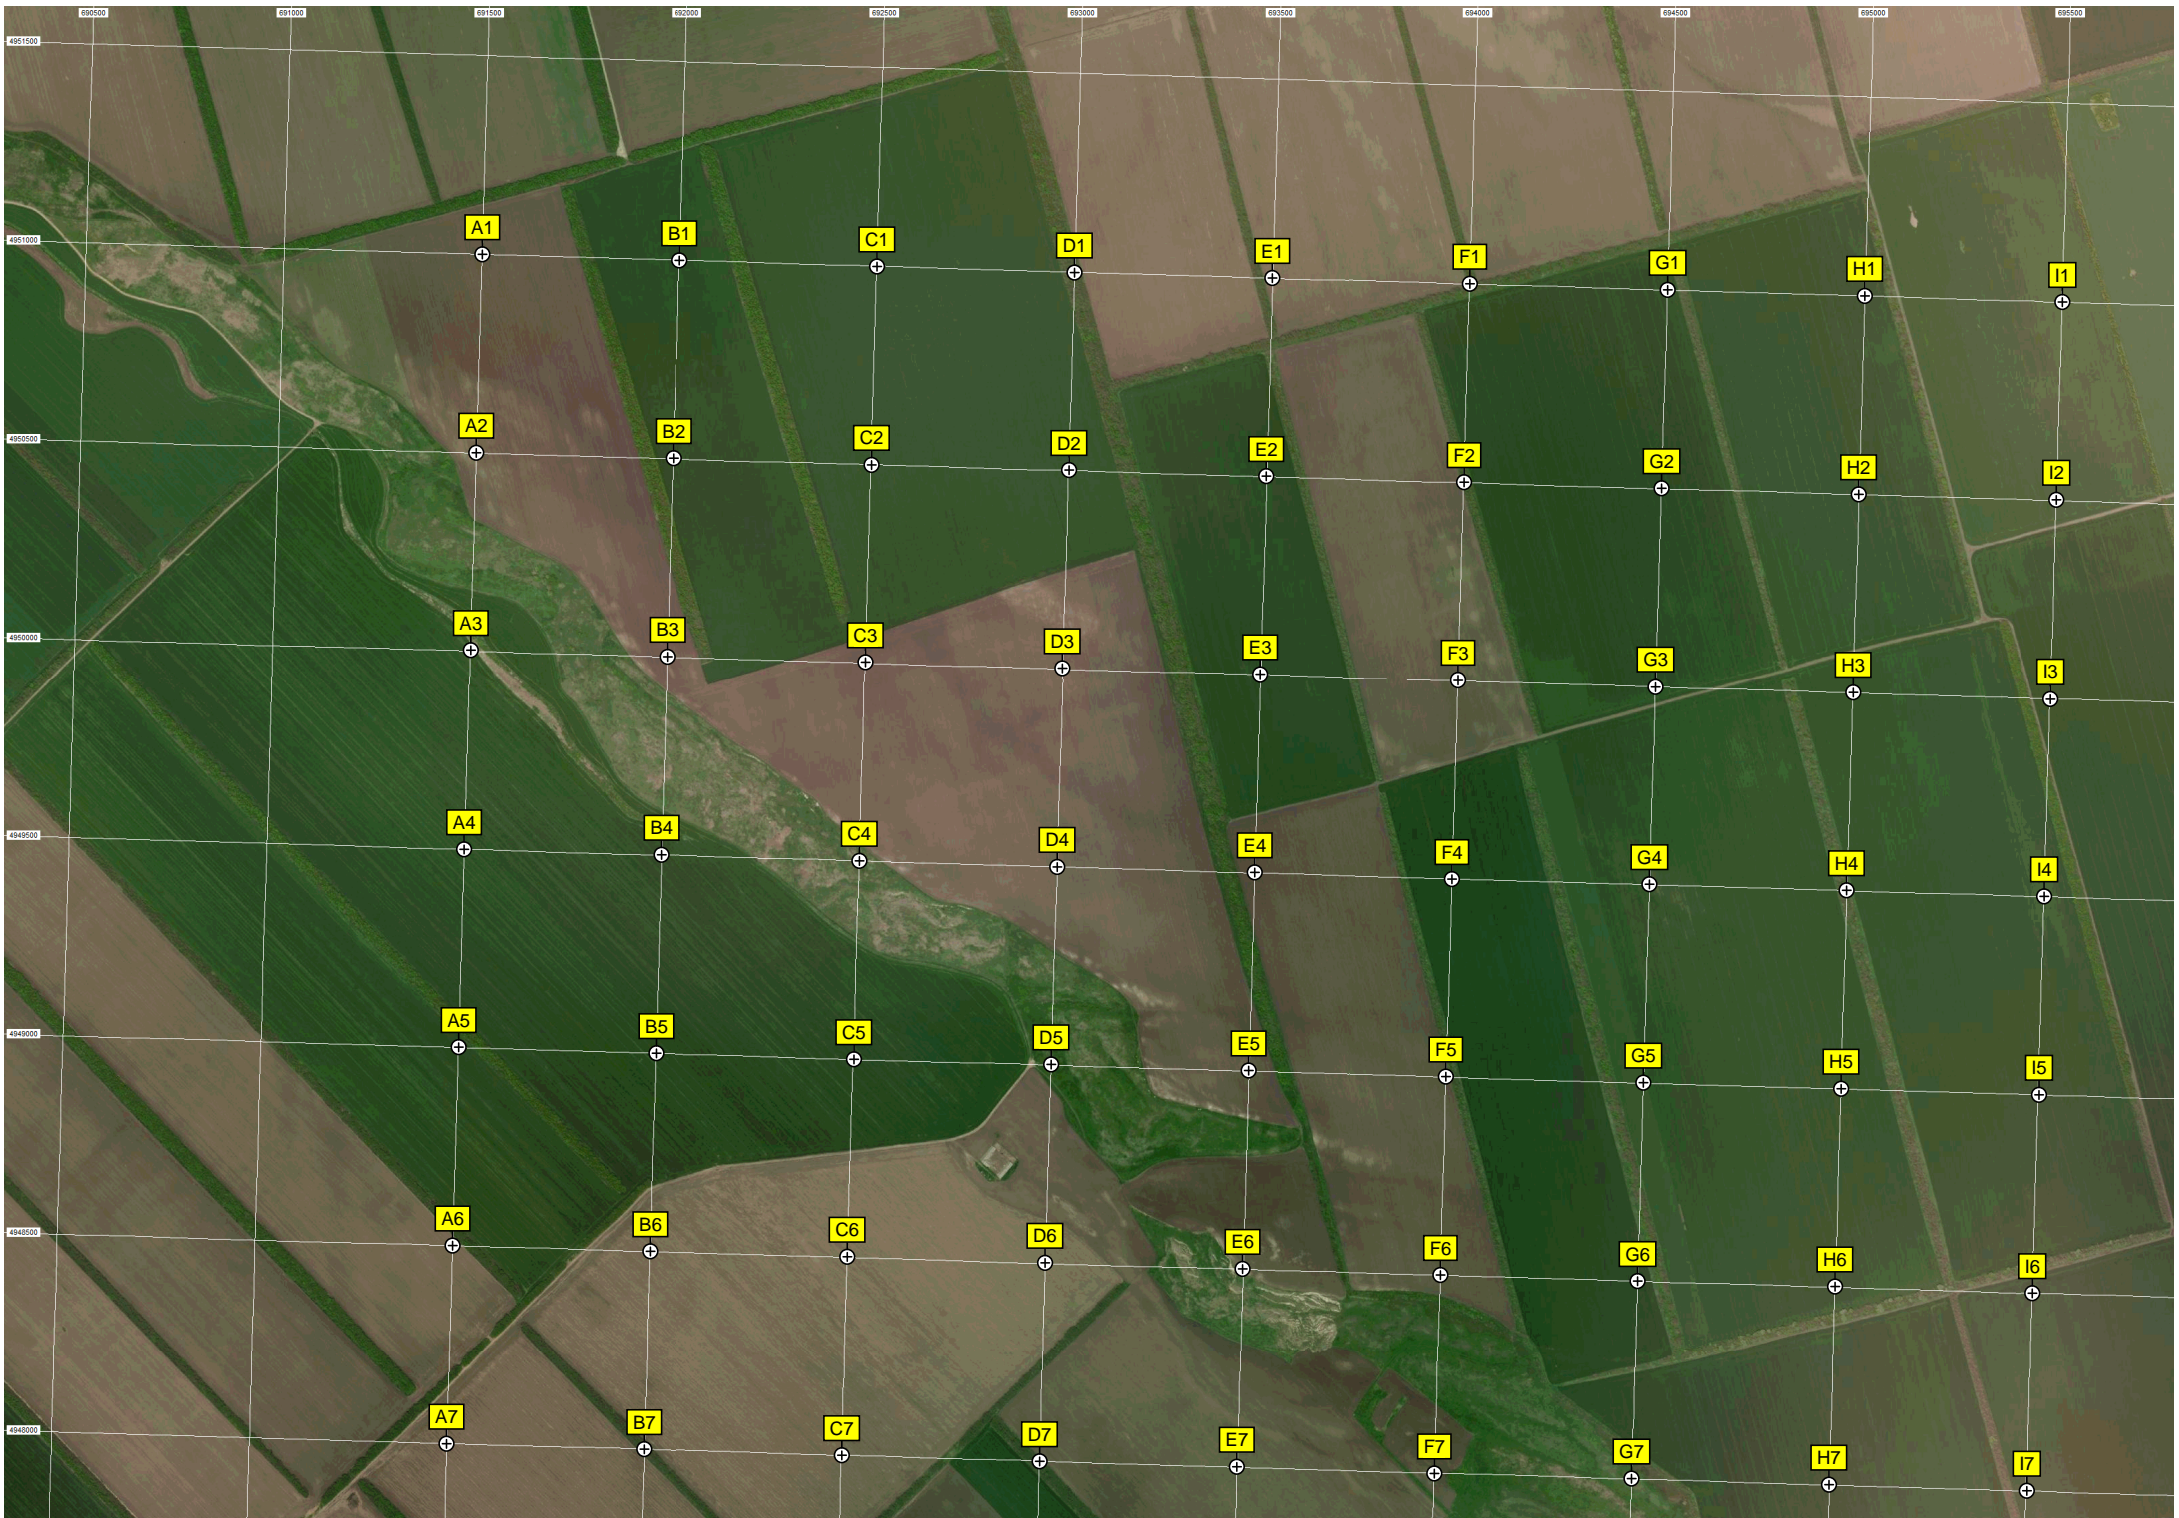 690500 691000 691500 692000 692500 693000 693500 694000 694500 695000 695500
4951500
4951000
A1 B1 C1 D1 E1 F1 G1 H1 I1
4950500
A2 B2 C2 D2 E2 F2 G2 H2 I2
4950000
A3 B3 C3 D3 E3 F3 G3 H3 I3
4949500
A4 B4 C4 D4 E4 F4 G4 H4 I4
4949000
A5 B5 C5 D5 E5 F5 G5 H5 I5
4948500
A6 B6 C6 D6 E6 F6 G6 H6 I6
4948000
A7 B7 C7 D7 E7 F7 G7 H7 I7